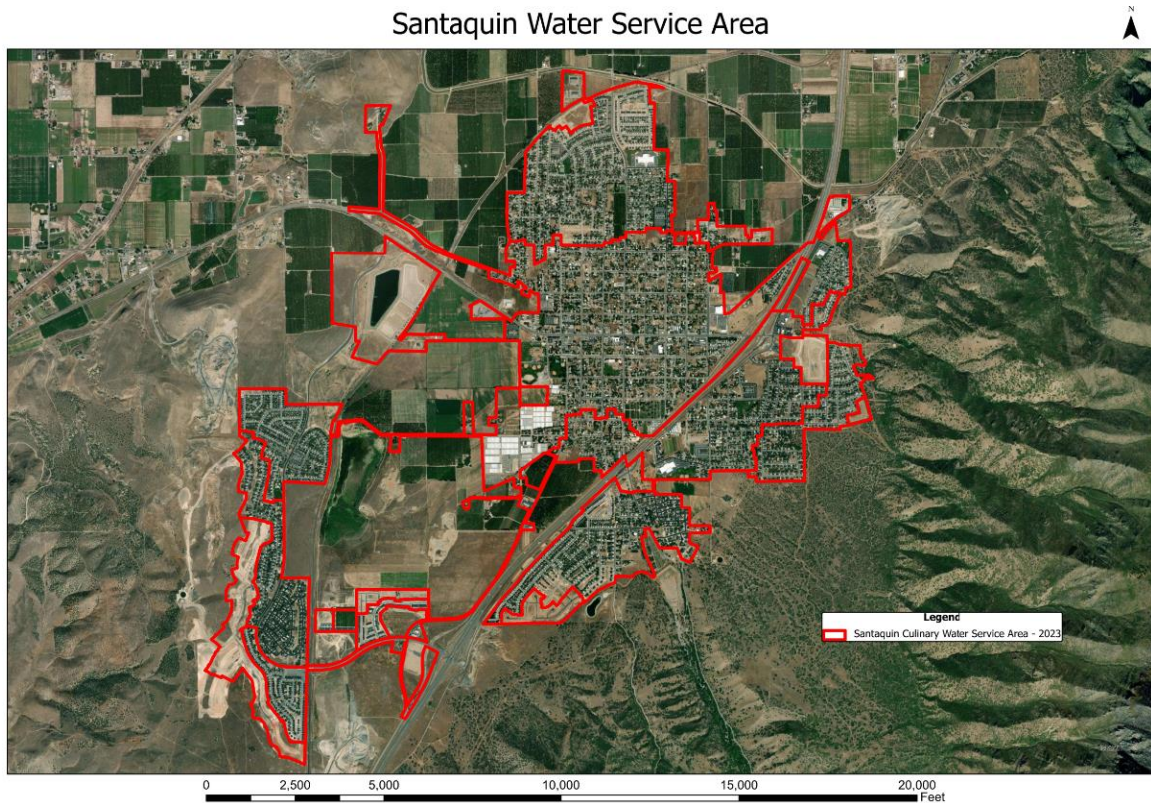 Santaquin Water Service Area
N
Legend
Santaquin Culinary Water Service Area - 2023
0 2,500 5,000 10,000 15,000 20,000
Feet